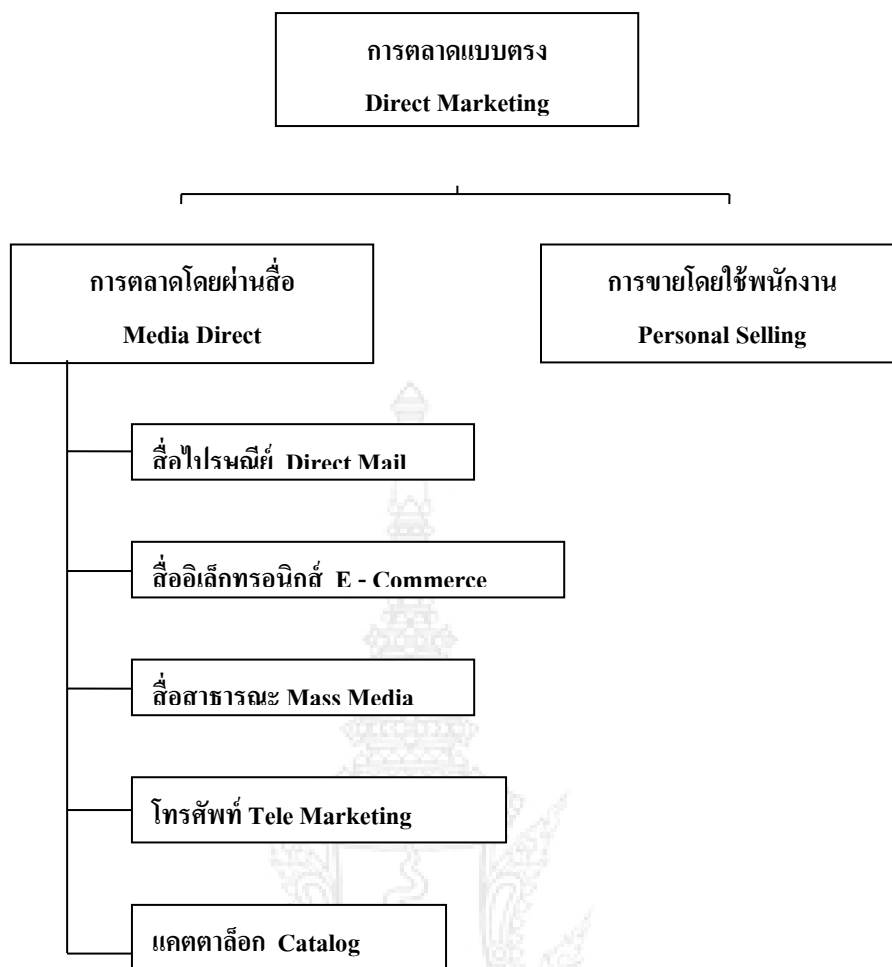 การตลาดแบบตรง
Direct Marketing
การตลาดโดยผ่านสื่อ
Media Direct
การขายโดยใช้พนักงาน
Personal Selling
สื่อไปรษณีย์ Direct Mail
สื่ออิเล็กทรอนิกส์ E - Commerce
สื่อสาธารณะ Mass Media
โทรศัพท์ Tele Marketing
แคตตาล็อก Catalog